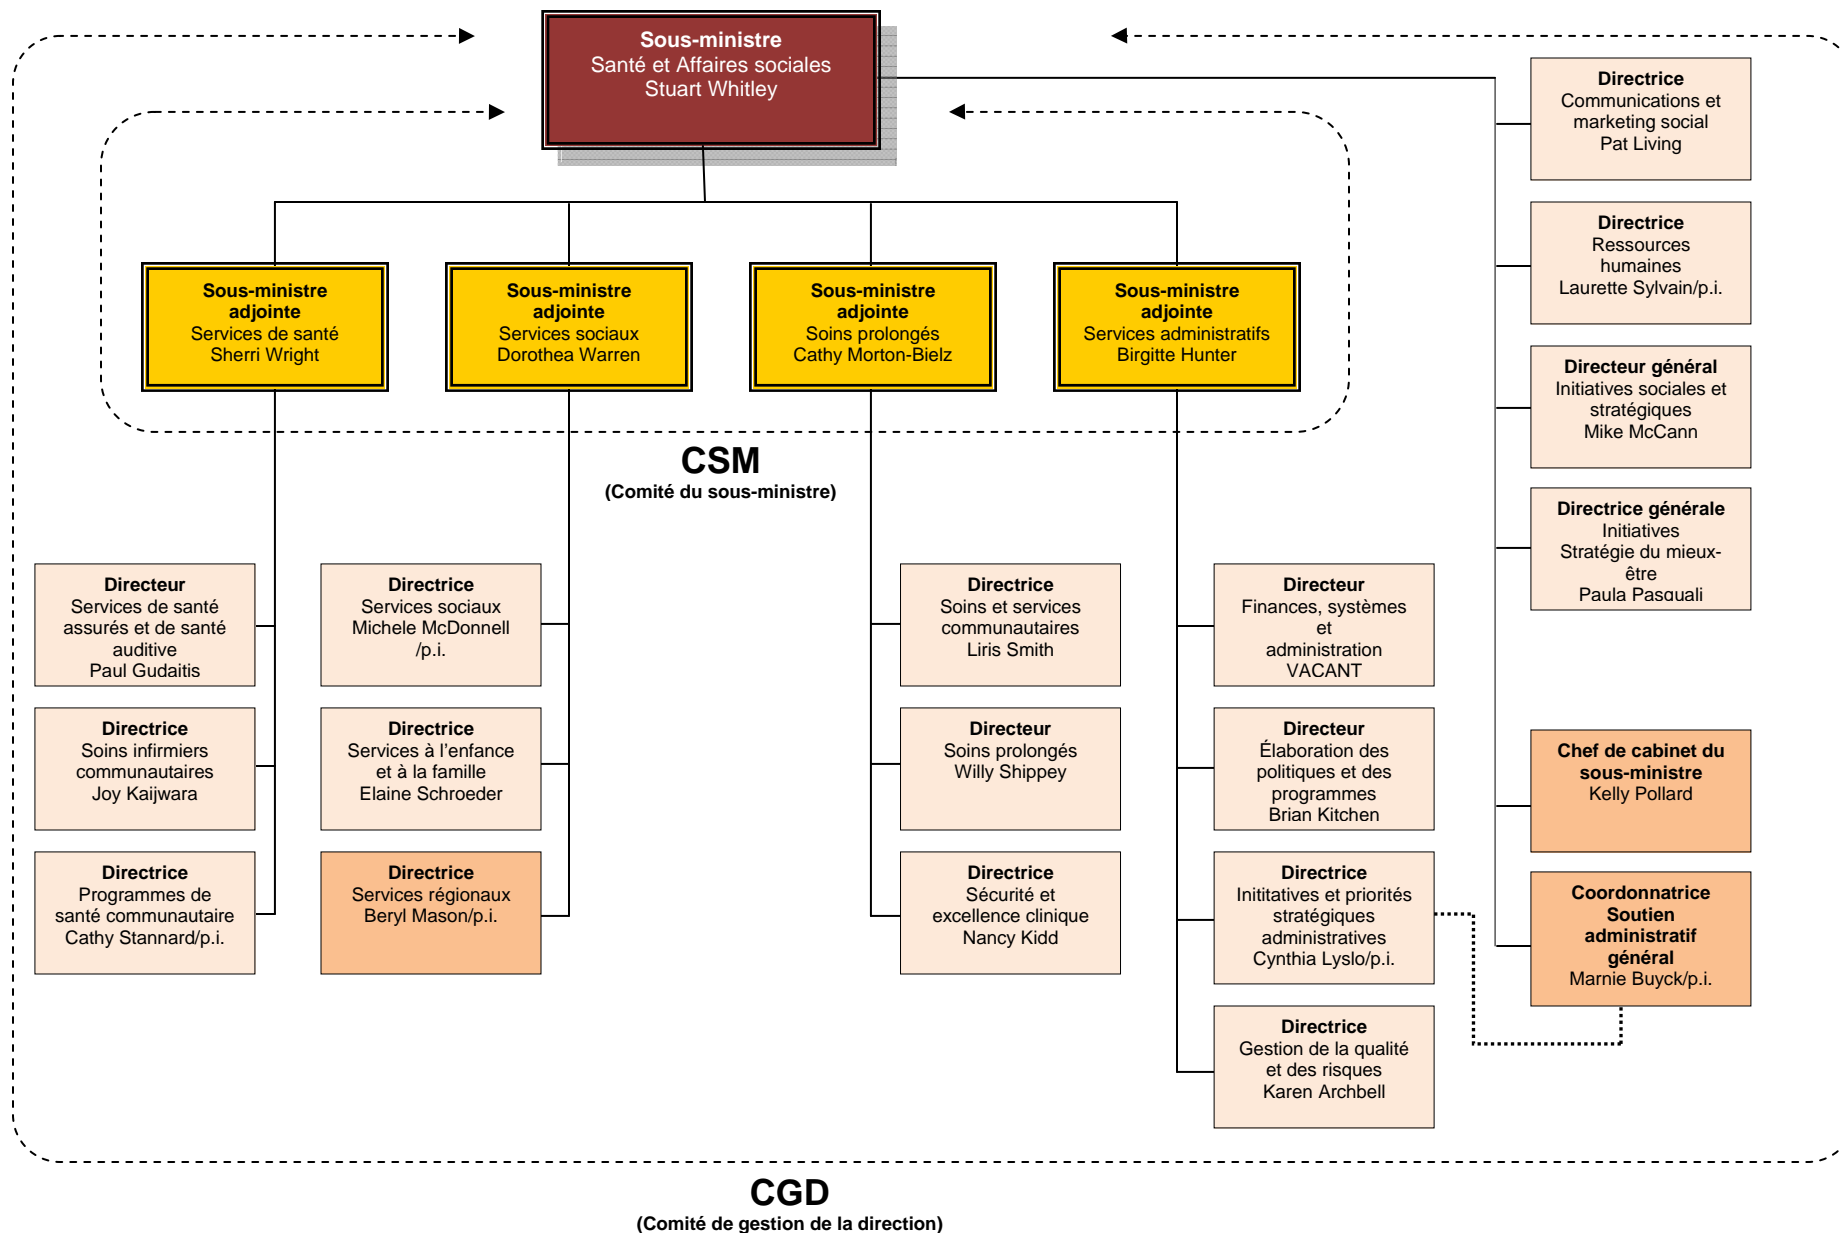 Sous-ministre
Santé et Affaires sociales
Stuart Whitley
Directrice
Communications et
marketing social
Pat Living
Directrice
Ressources
humaines
Laurette Sylvain/p.i.
Directeur général
Initiatives sociales et
stratégiques
Mike McCann
Directrice générale
Initiatives
Stratégie du mieux-
être
Paula Pasquali
Chef de cabinet du
sous-ministre
Kelly Pollard
Coordonnatrice
Soutien
administratif
général
Marnie Buyck/p.i.
Sous-ministre
adjointe
Services de santé
Sherri Wright
Sous-ministre
adjointe
Services sociaux
Dorothea Warren
Sous-ministre
adjointe
Soins prolongés
Cathy Morton-Bielz
Sous-ministre
adjointe
Services administratifs
Birgitte Hunter
CSM
(Comité du sous-ministre)
Directeur
Services de santé
assurés et de santé
auditive
Paul Gudaitis
Directrice
Soins infirmiers
communautaires
Joy Kaijwara
Directrice
Programmes de
santé communautaire
Cathy Stannard/p.i.
Directrice
Services sociaux
Michele McDonnell
/p.i.
Directrice
Services à l'enfance
et à la famille
Elaine Schroeder
Directrice
Services régionaux
Beryl Mason/p.i.
Directrice
Soins et services
communautaires
Liris Smith
Directeur
Soins prolongés
Willy Shippey
Directrice
Sécurité et
excellence clinique
Nancy Kidd
Directeur
Finances, systèmes
et
administration
VACANT
Directeur
Élaboration des
politiques et des
programmes
Brian Kitchen
Directrice
Inititatives et priorités
stratégiques
administratives
Cynthia Lyslo/p.i.
Directrice
Gestion de la qualité
et des risques
Karen Archbell
CGD
(Comité de gestion de la direction)